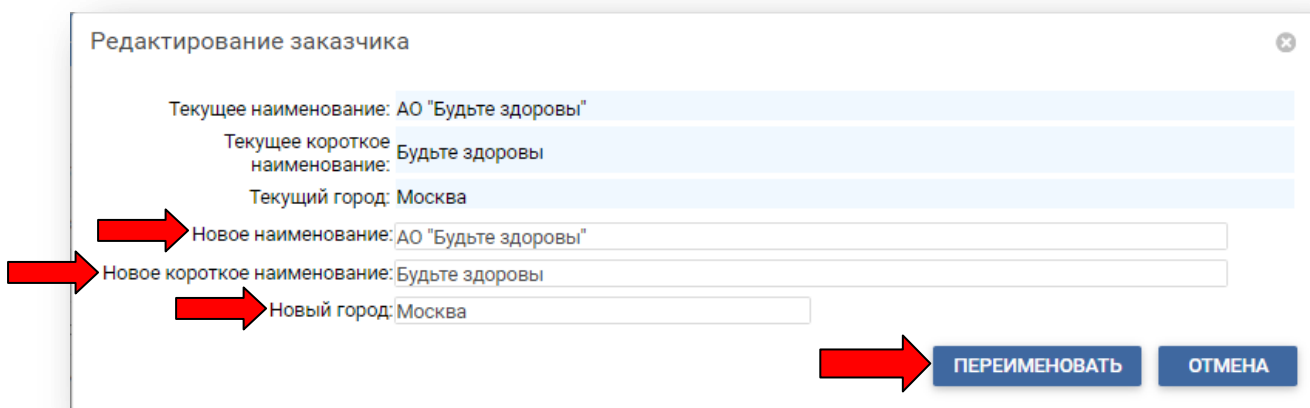 Редактирование заказчика
Текущее наименование: АО "Будьте здоровы"
Текущее короткое
наименование: Будьте здоровы
Текущий город: Москва
Новое наименование: АО "Будьте здоровы"
Новое короткое наименование: Будьте здоровы
Новый город: Москва
ПЕРЕИМЕНОВАТЬ ОТМЕНА